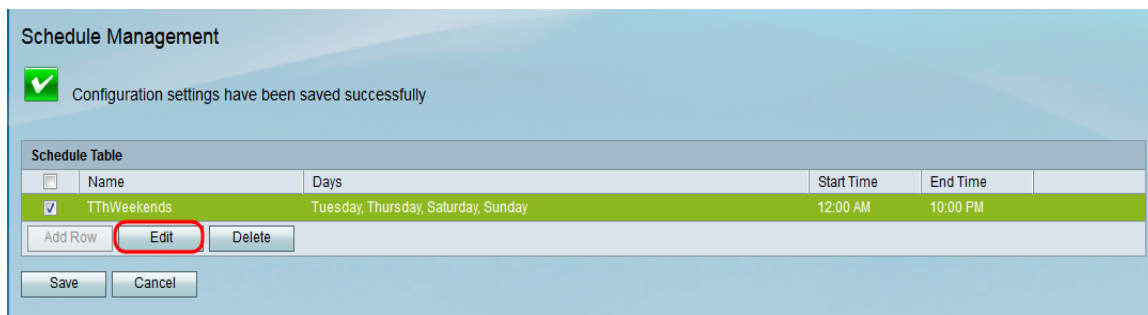 Schedule Management
Configuration settings have been saved successfully
Schedule Table
Name Days Start Time End Time
TThWeekends Tuesday, Thursday, Saturday, Sunday 12:00 AM 10:00 PM
Add Row Edit Delete
Save Cancel